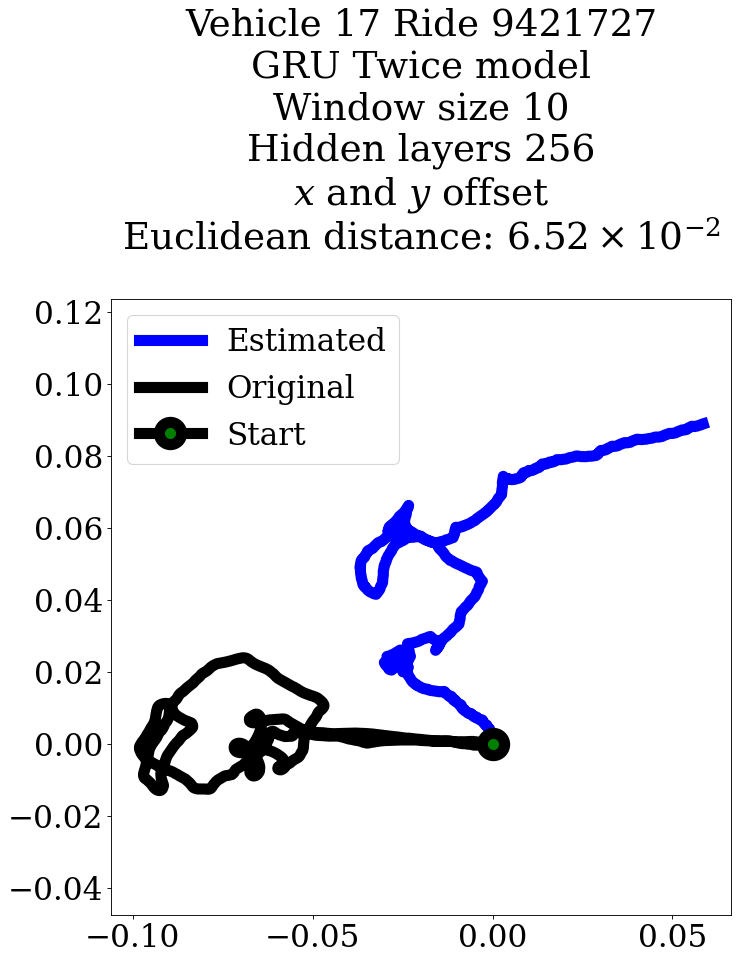 Vehicle 17 Ride 9421727
GRU Twice model
Window size 10
Hidden layers 256
x and y offset
Euclidean distance: 6.52 × 10⁻²
Estimated
Original
Start
0.12
0.10
0.08
0.06
0.04
0.02
0.00
−0.02
−0.04
−0.10
−0.05
0.00
0.05